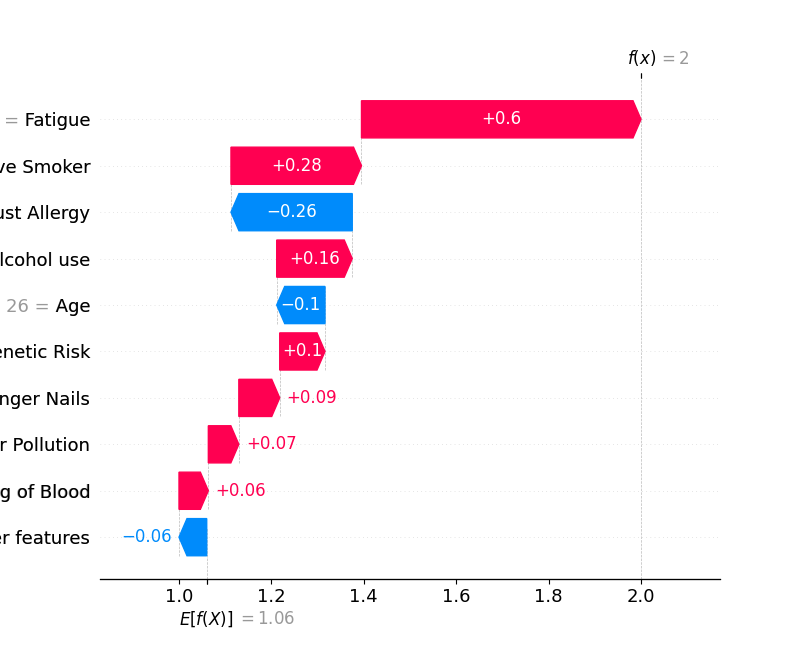 f(x) = 2
= Fatigue
+0.6
ve Smoker
+0.28
ust Allergy
−0.26
lcohol use
+0.16
26 = Age
−0.1
enetic Risk
+0.1
nger Nails
+0.09
r Pollution
+0.07
g of Blood
+0.06
er features
−0.06
1.0 1.2 1.4 1.6 1.8 2.0
E[f(X)] = 1.06